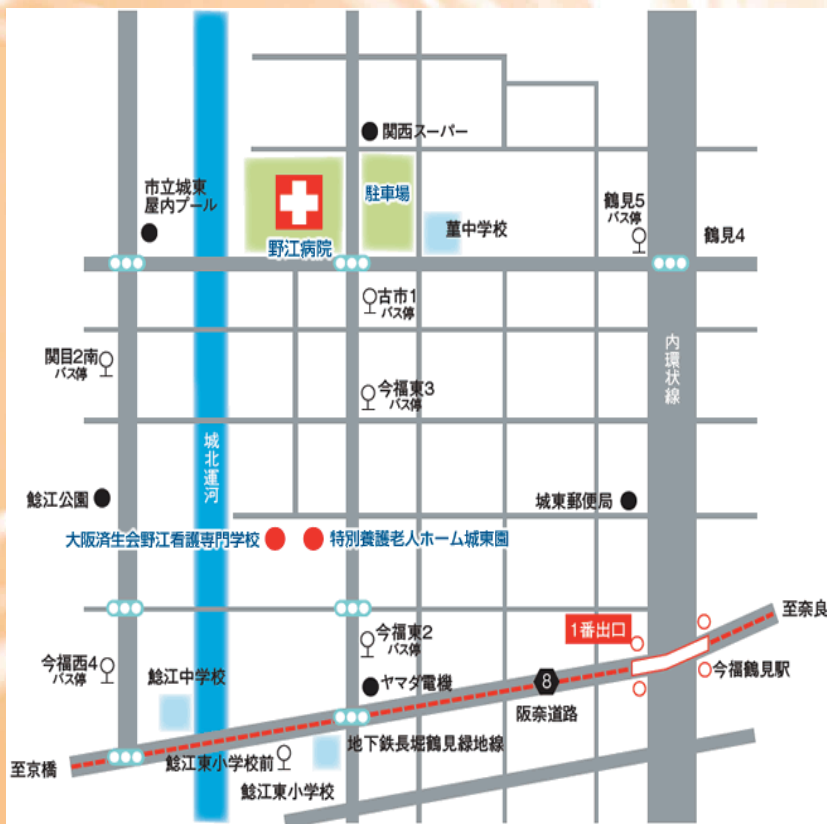 関西スーパー
市立城東
屋内プール
駐車場
鶴見5
バス停
菫中学校
鶴見4
野江病院
古市1
バス停
関目2南
バス停
内環状線
今福東3
バス停
城北運河
鯰江公園
城東郵便局
大阪済生会野江看護専門学校
特別養護老人ホーム城東園
至奈良
1番出口
今福東2
バス停
今福西4
バス停
鯰江中学校
今福鶴見駅
ヤマダ電機
8
阪奈道路
地下鉄長堀鶴見緑地線
至京橋
鯰江東小学校前
鯰江東小学校